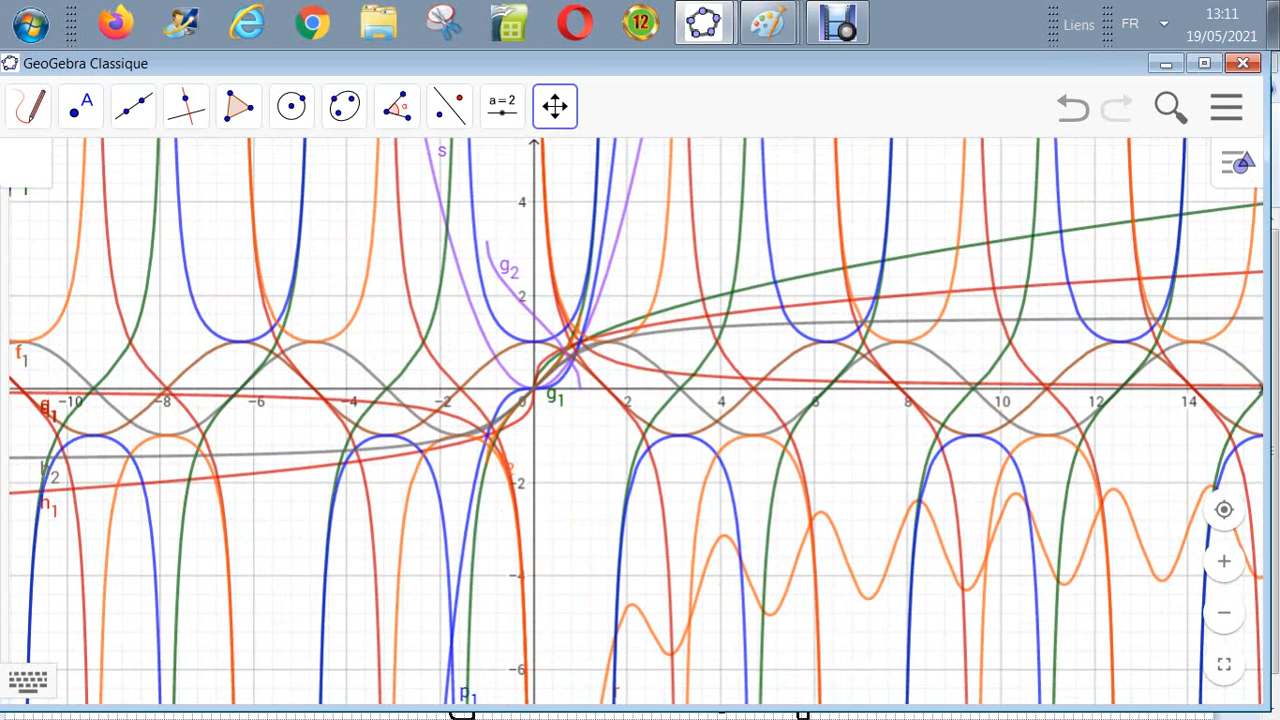 13:11
Liens FR
19/05/2021
12
GeoGebra Classique
A
α
a=2
s
4
g₂
2
f₁
g₁
−10 −8 −6 −4 −2 0 2 4 6 8 10 12 14
h₂
−2
h₁
−4
−6
p₁
r